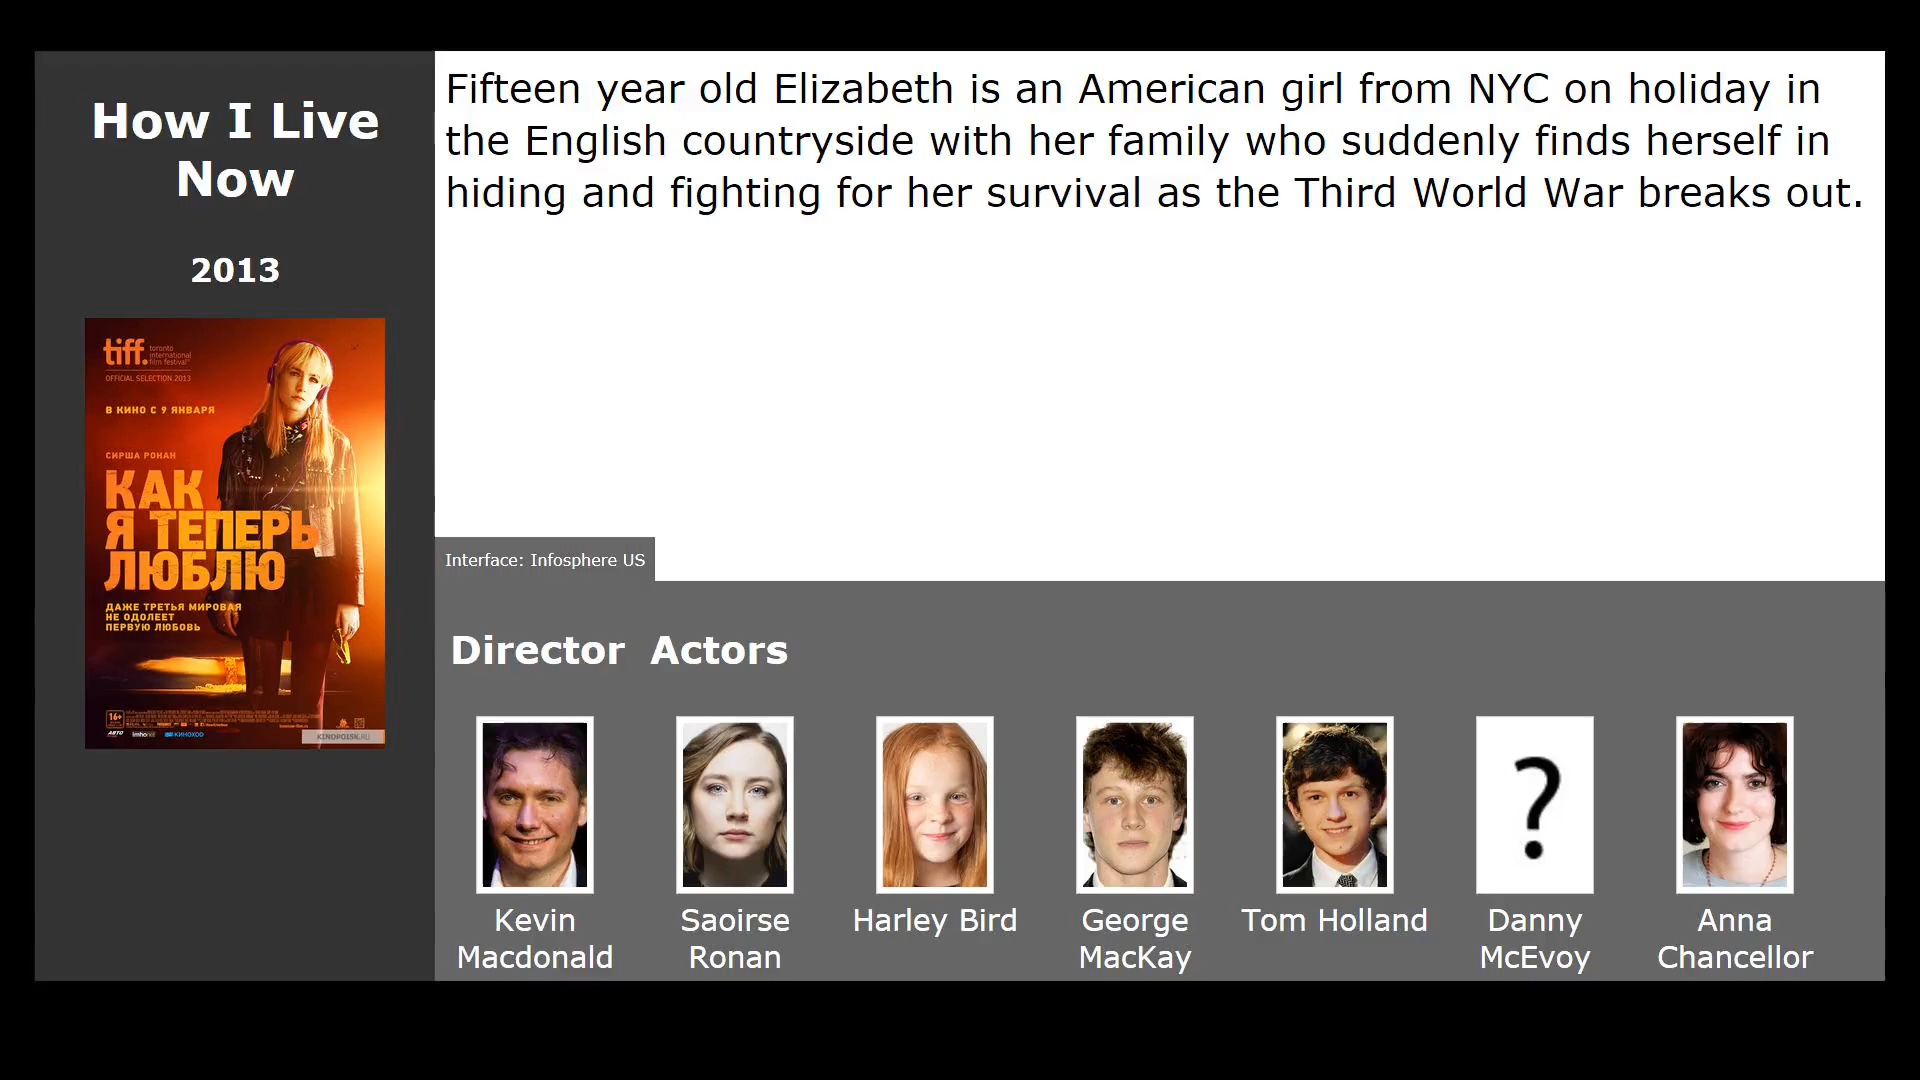 How I Live
Now
2013
tiff. toronto
international
film festival
OFFICIAL SELECTION 2013
В КИНО С 9 ЯНВАРЯ
СИРША РОНАН
КАК
Я ТЕПЕРЬ
ЛЮБЛЮ
ДАЖЕ ТРЕТЬЯ МИРОВАЯ
НЕ ОДОЛЕЕТ
ПЕРВУЮ ЛЮБОВЬ
16+
КИНОХОД
KINOPOISK.RU
Fifteen year old Elizabeth is an American girl from NYC on holiday in
the English countryside with her family who suddenly finds herself in
hiding and fighting for her survival as the Third World War breaks out.
Interface: Infosphere US
Director Actors
?
Kevin
Macdonald
Saoirse
Ronan
Harley Bird
George
MacKay
Tom Holland
Danny
McEvoy
Anna
Chancellor